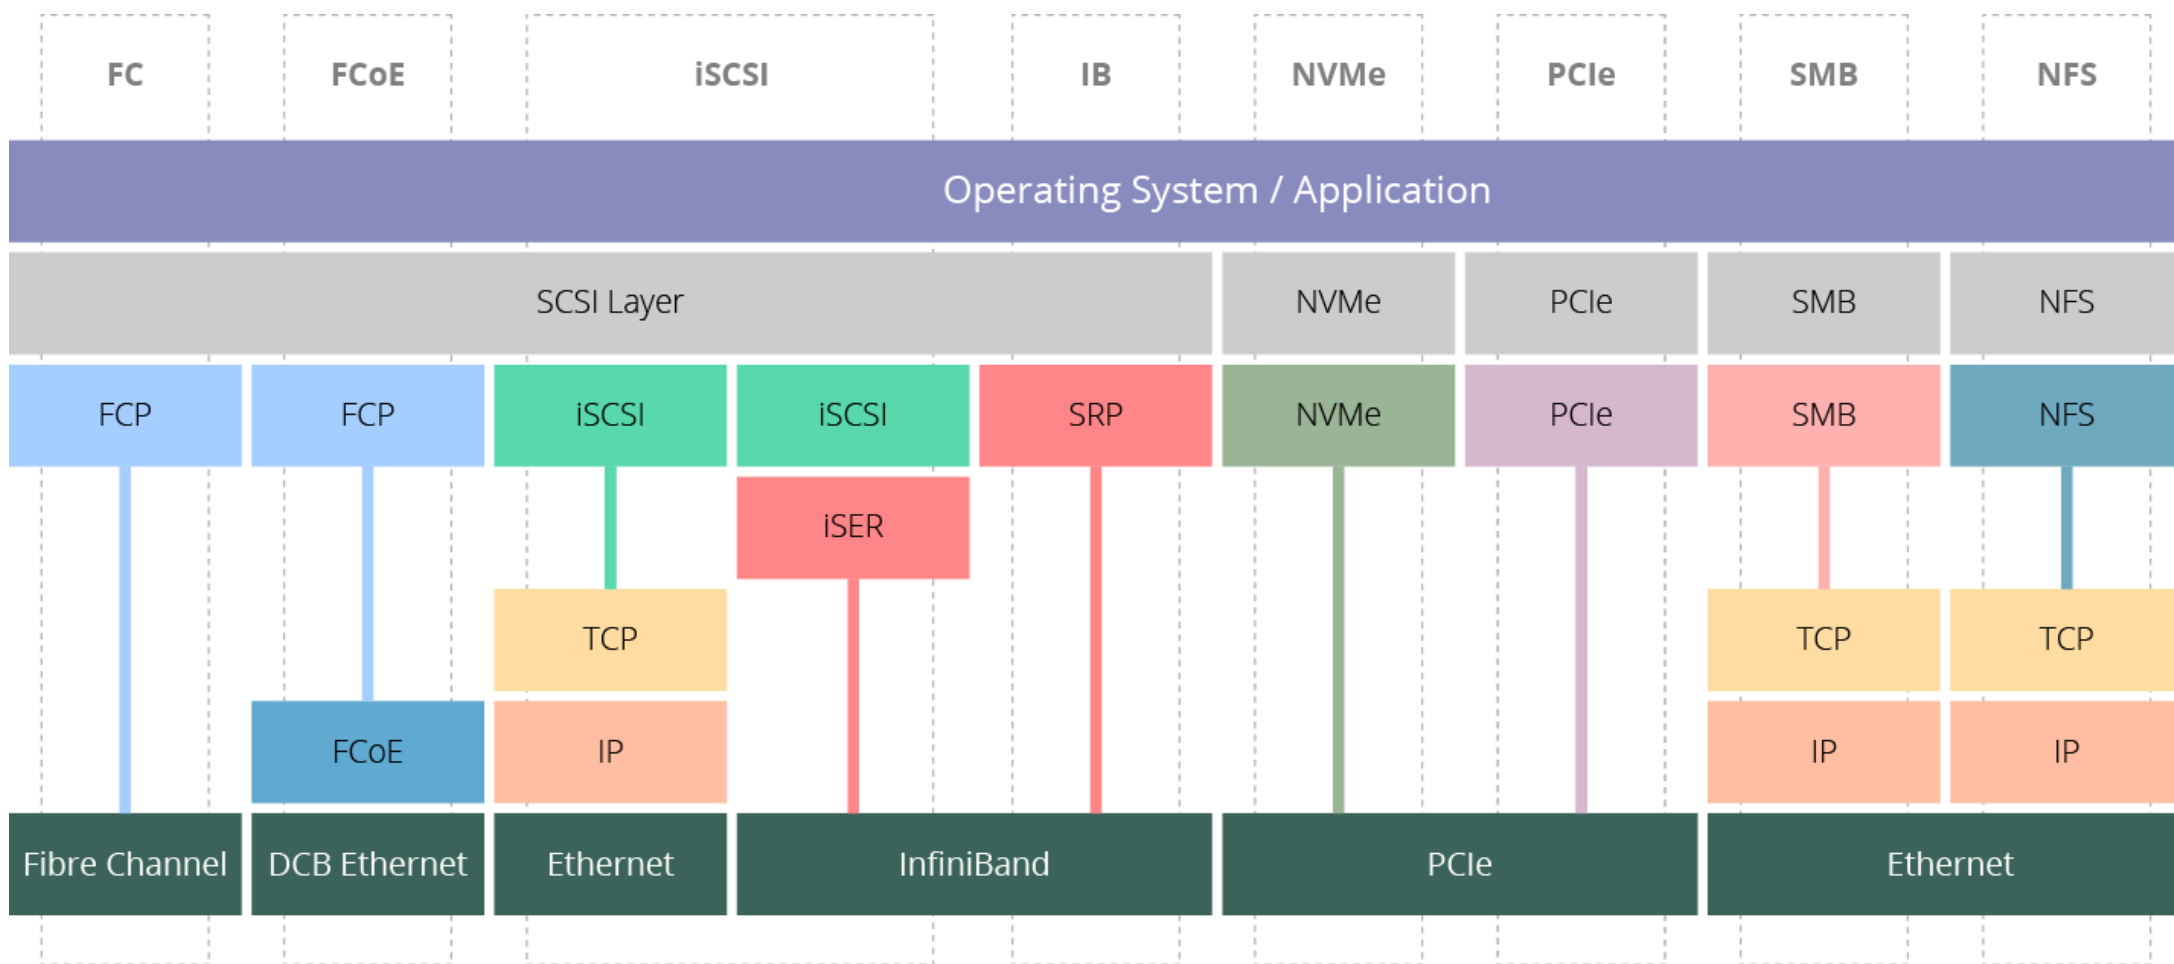 FC FCoE iSCSI IB NVMe PCIe SMB NFS
Operating System / Application
SCSI Layer NVMe PCIe SMB NFS
FCP FCP iSCSI iSCSI SRP NVMe PCIe SMB NFS
iSER
TCP TCP TCP
FCoE IP IP IP
Fibre Channel DCB Ethernet Ethernet InfiniBand PCIe Ethernet